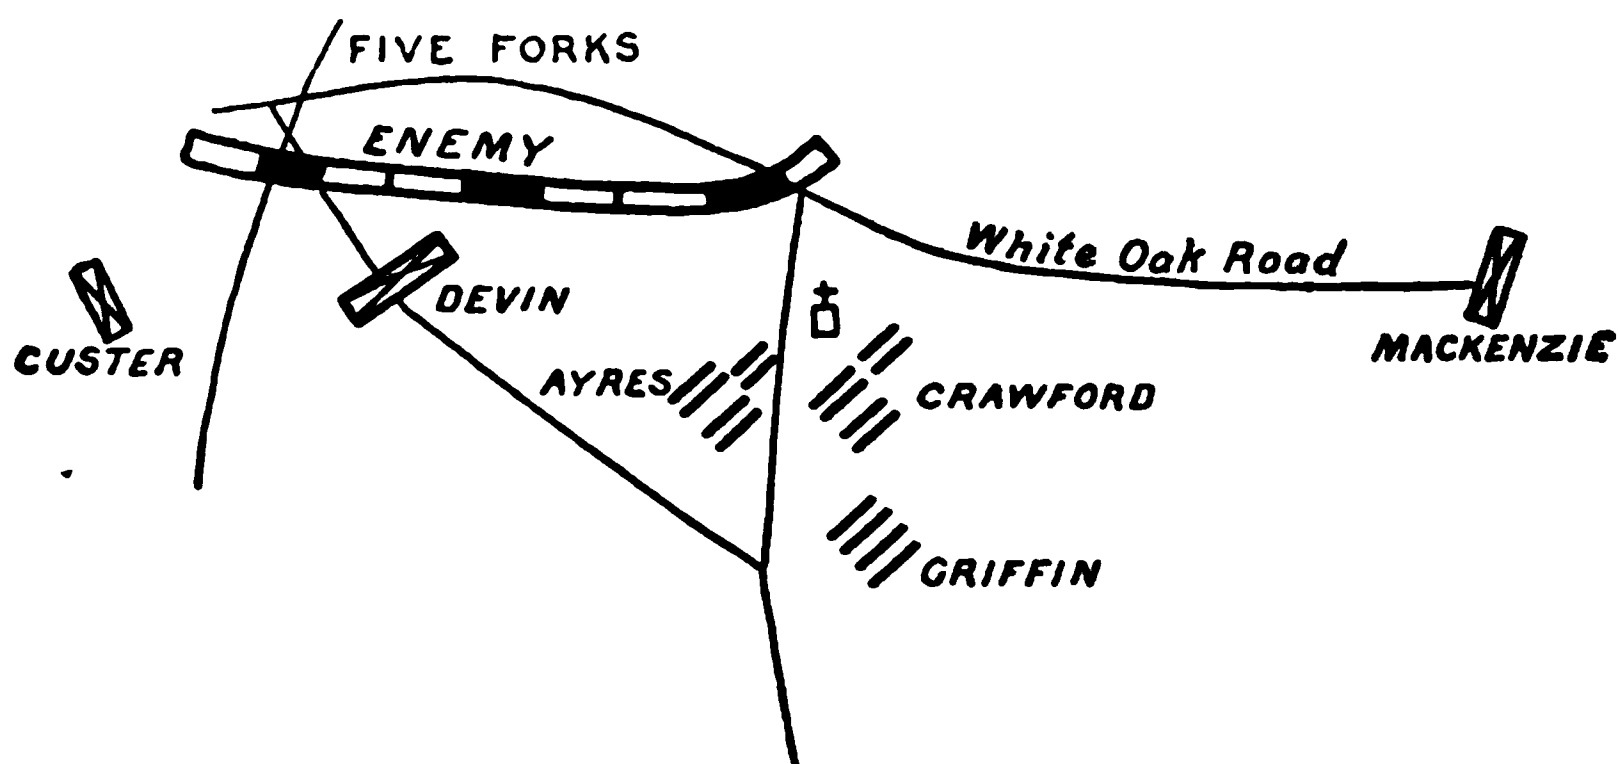 FIVE FORKS
ENEMY
White Oak Road
DEVIN
CUSTER
MACKENZIE
AYRES
CRAWFORD
GRIFFIN